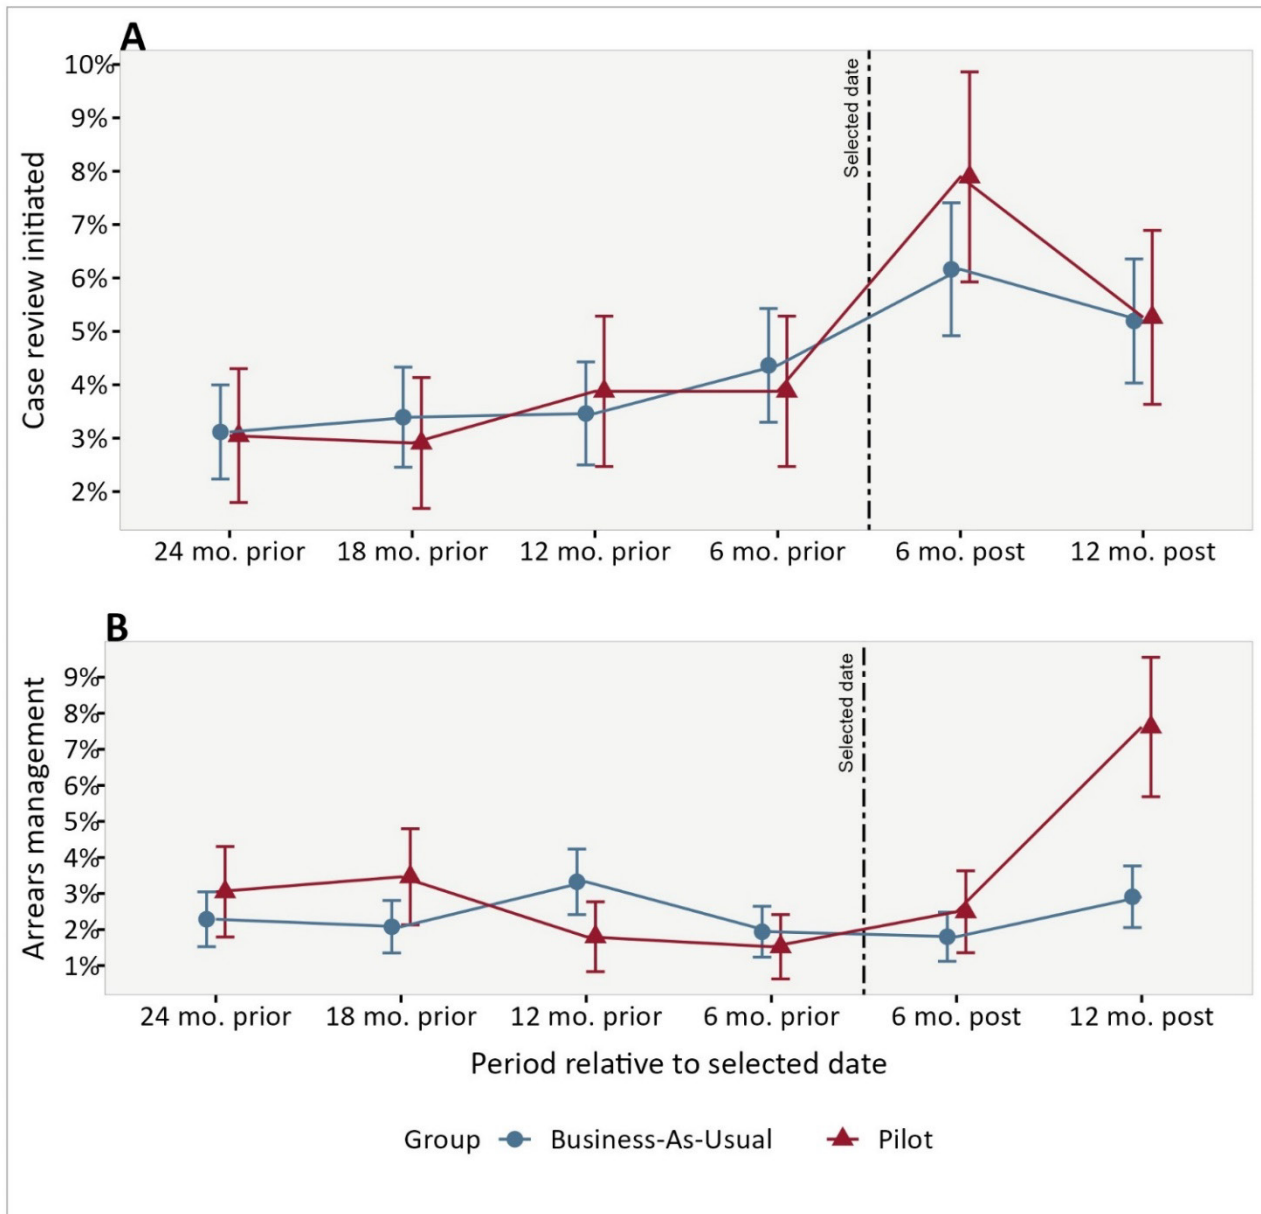 A
10%
9%
8%
7%
6%
5%
4%
3%
2%
Case review initiated
Selected date
24 mo. prior 18 mo. prior 12 mo. prior 6 mo. prior 6 mo. post 12 mo. post
B
9%
8%
7%
6%
5%
4%
3%
2%
1%
Arrears management
Selected date
24 mo. prior 18 mo. prior 12 mo. prior 6 mo. prior 6 mo. post 12 mo. post
Period relative to selected date
Group Business-As-Usual Pilot